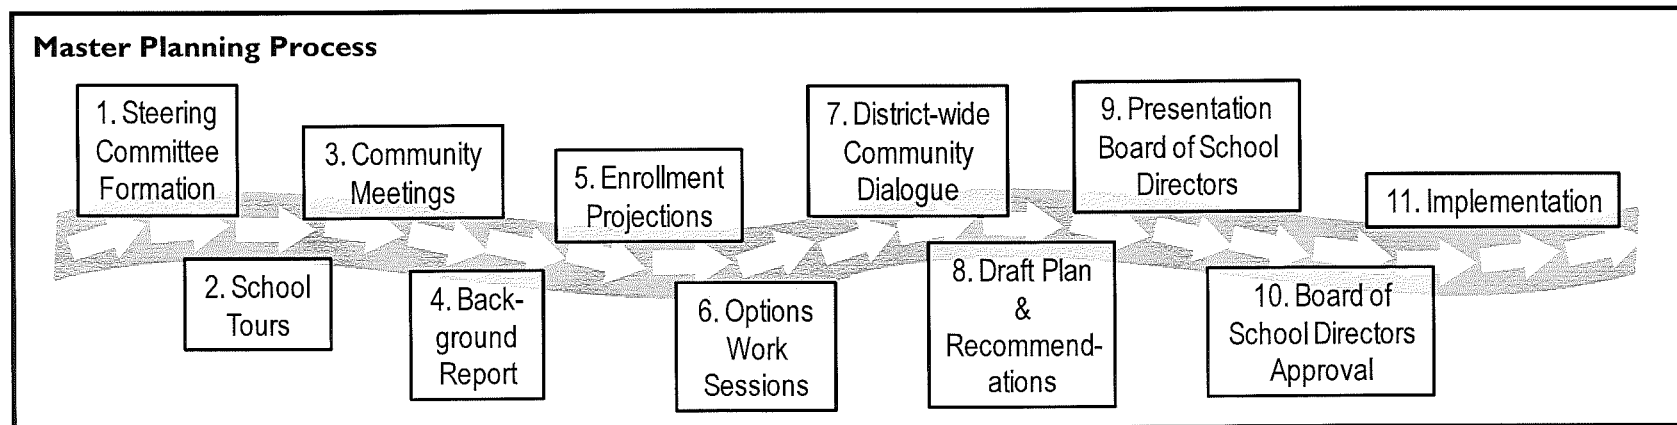 Master Planning Process
1. Steering
Committee
Formation
2. School
Tours
3. Community
Meetings
4. Back-
ground
Report
5. Enrollment
Projections
6. Options
Work
Sessions
7. District-wide
Community
Dialogue
8. Draft Plan
&
Recommend-
ations
9. Presentation
Board of School
Directors
10. Board of
School Directors
Approval
11. Implementation